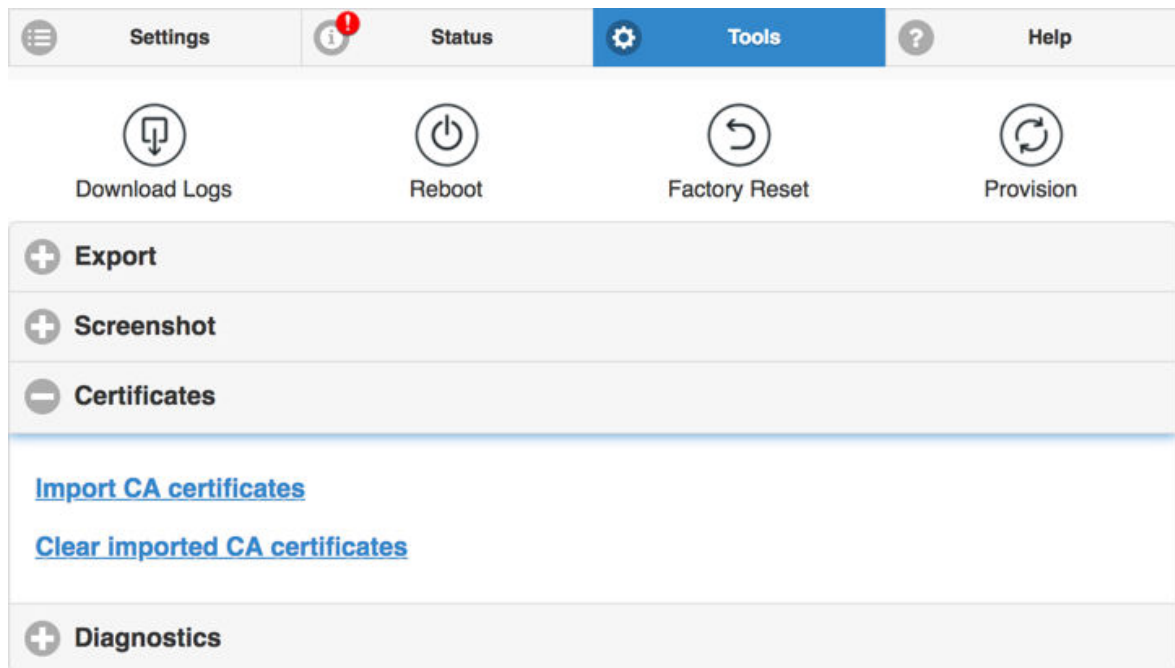 Settings
Status
Tools
Help
Download Logs
Reboot
Factory Reset
Provision
Export
Screenshot
Certificates
Import CA certificates
Clear imported CA certificates
Diagnostics